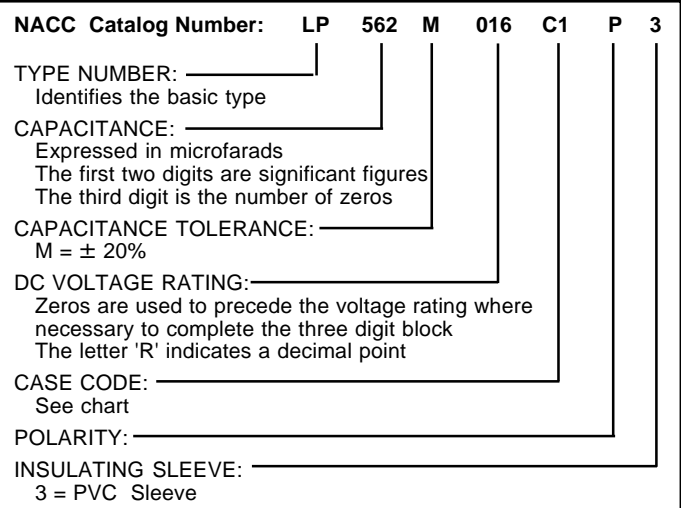 NACC Catalog Number: LP 562 M 016 C1 P 3
TYPE NUMBER:
Identifies the basic type
CAPACITANCE:
Expressed in microfarads
The first two digits are significant figures
The third digit is the number of zeros
CAPACITANCE TOLERANCE:
M = ± 20%
DC VOLTAGE RATING:
Zeros are used to precede the voltage rating where
necessary to complete the three digit block
The letter 'R' indicates a decimal point
CASE CODE:
See chart
POLARITY:
INSULATING SLEEVE:
3 = PVC Sleeve